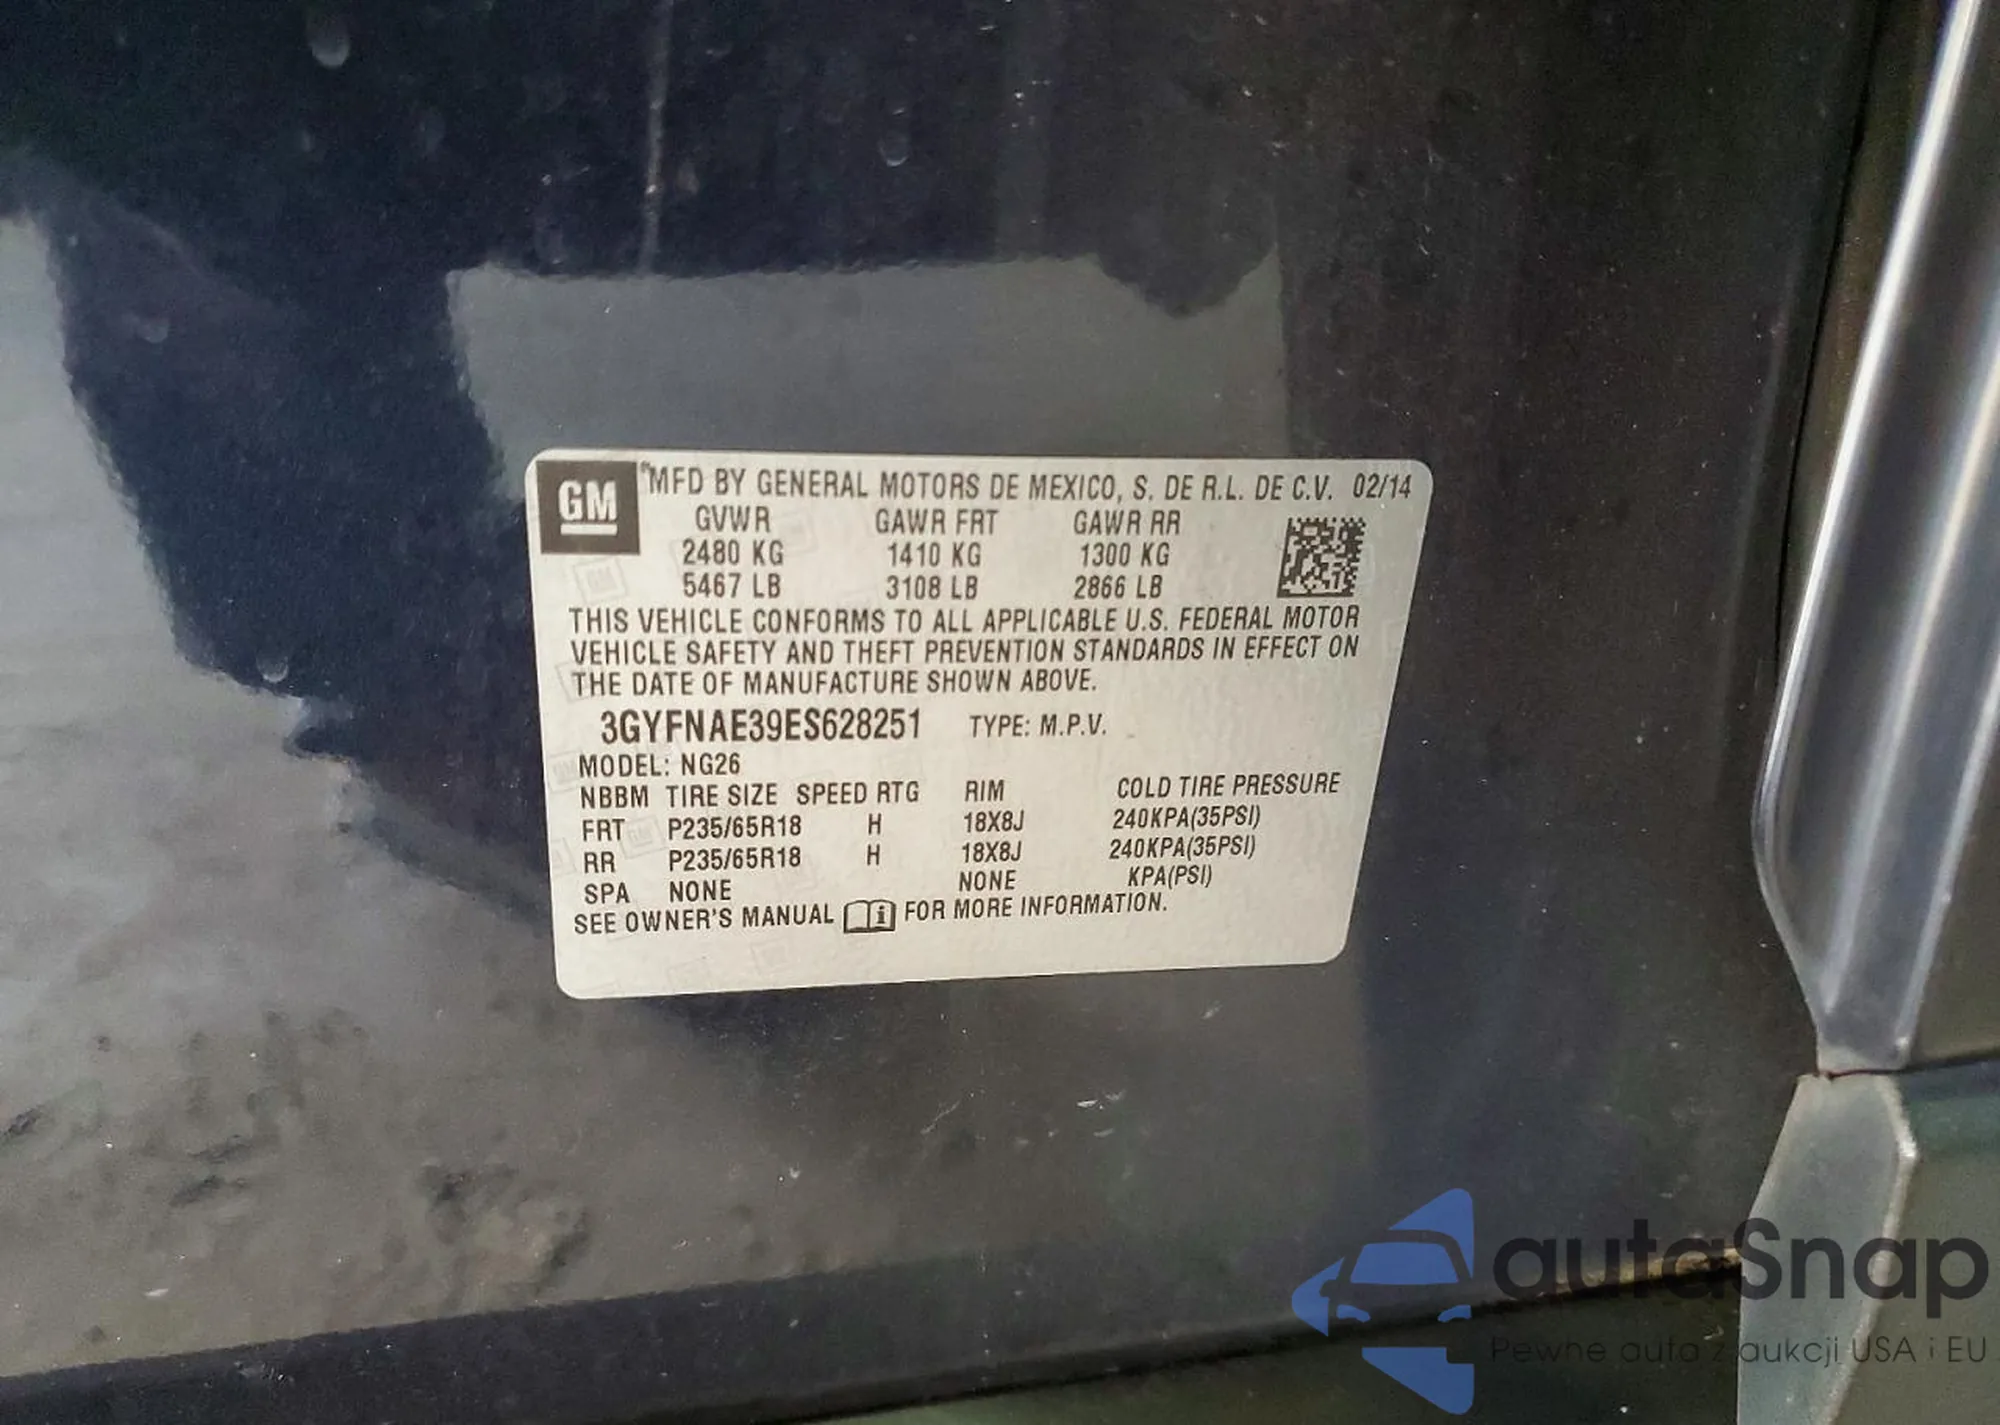 GM
"MFD BY GENERAL MOTORS DE MEXICO, S. DE R.L. DE C.V. 02/14
GVWR GAWR FRT GAWR RR
2480 KG 1410 KG 1300 KG
5467 LB 3108 LB 2866 LB
THIS VEHICLE CONFORMS TO ALL APPLICABLE U.S. FEDERAL MOTOR
VEHICLE SAFETY AND THEFT PREVENTION STANDARDS IN EFFECT ON
THE DATE OF MANUFACTURE SHOWN ABOVE.
3GYFNAE39ES628251 TYPE: M.P.V.
MODEL: NG26
NBBM TIRE SIZE SPEED RTG RIM COLD TIRE PRESSURE
FRT P235/65R18 H 18X8J 240KPA(35PSI)
RR P235/65R18 H 18X8J 240KPA(35PSI)
SPA NONE NONE KPA(PSI)
SEE OWNER'S MANUAL i FOR MORE INFORMATION.
autaSnap
Pewne auta z aukcji USA i EU